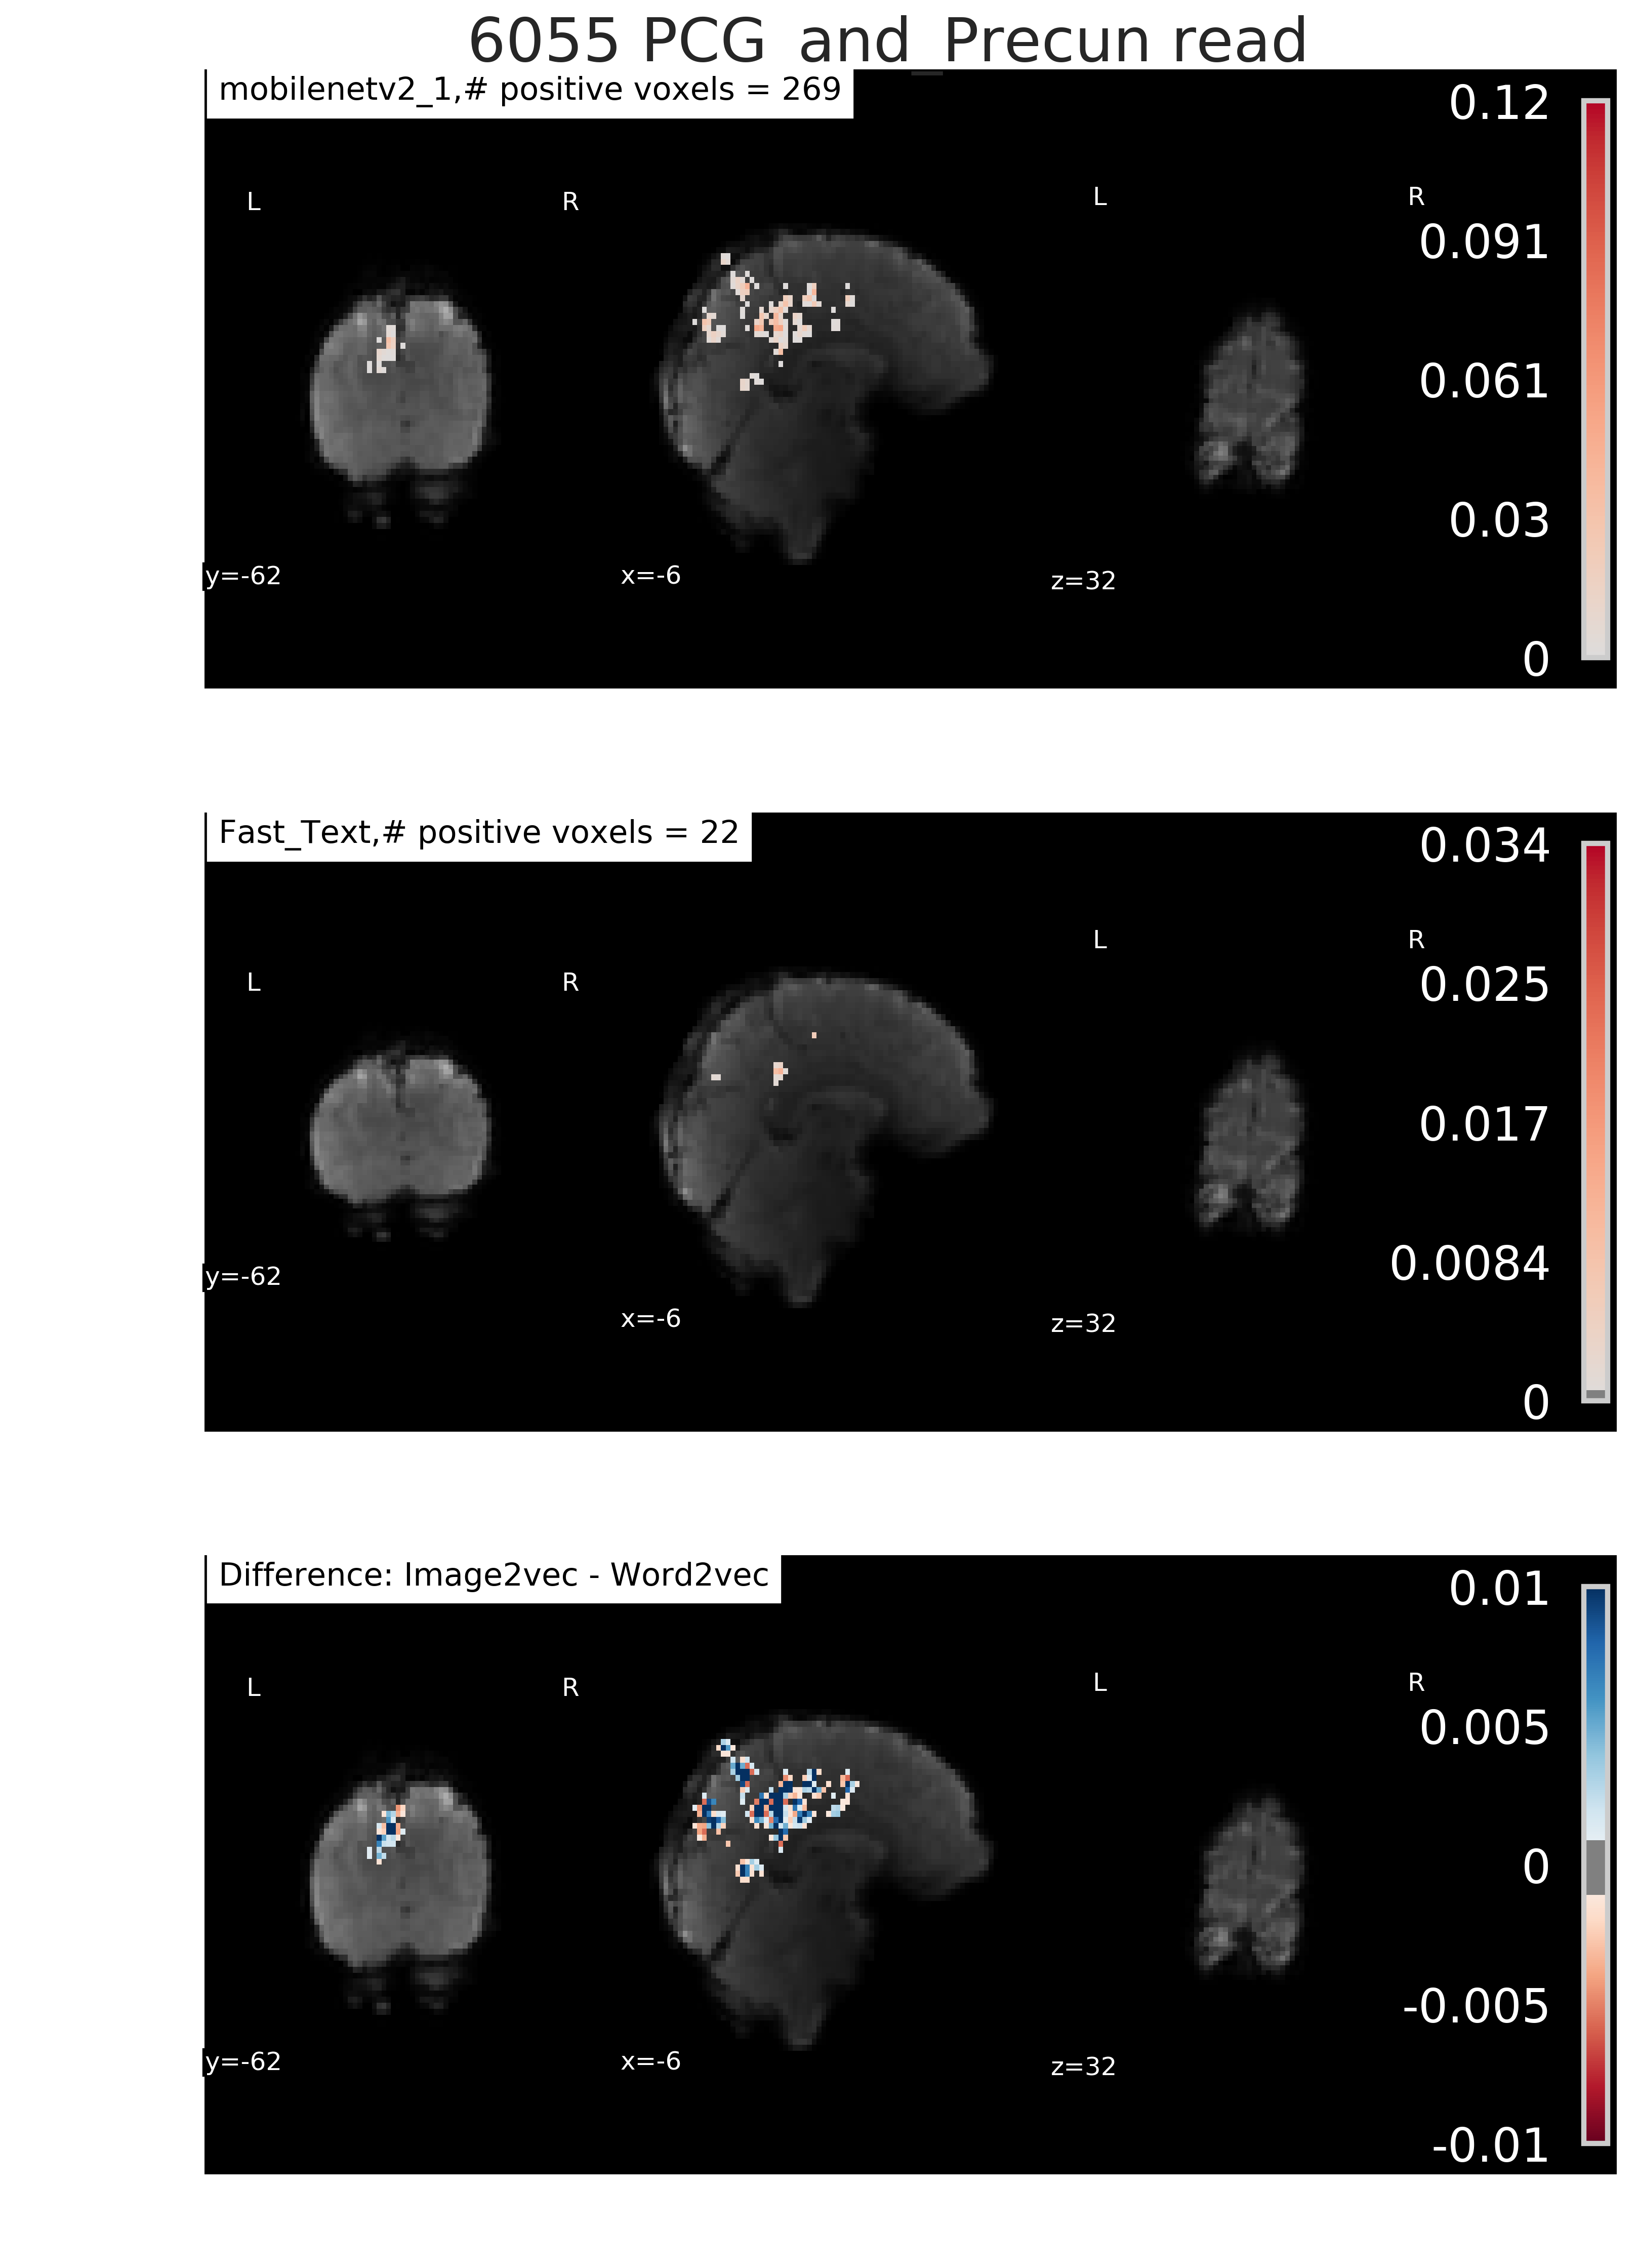 6055 PCG_and_Precun read
mobilenetv2_1,# positive voxels = 269
0.12
L R L R
0.091
0.061
0.03
y=-62 x=-6 z=32
0
Fast_Text,# positive voxels = 22
0.034
L R L R
0.025
0.017
0.0084
y=-62 x=-6 z=32
0
Difference: Image2vec - Word2vec
0.01
L R L R
0.005
0
-0.005
y=-62 x=-6 z=32
-0.01